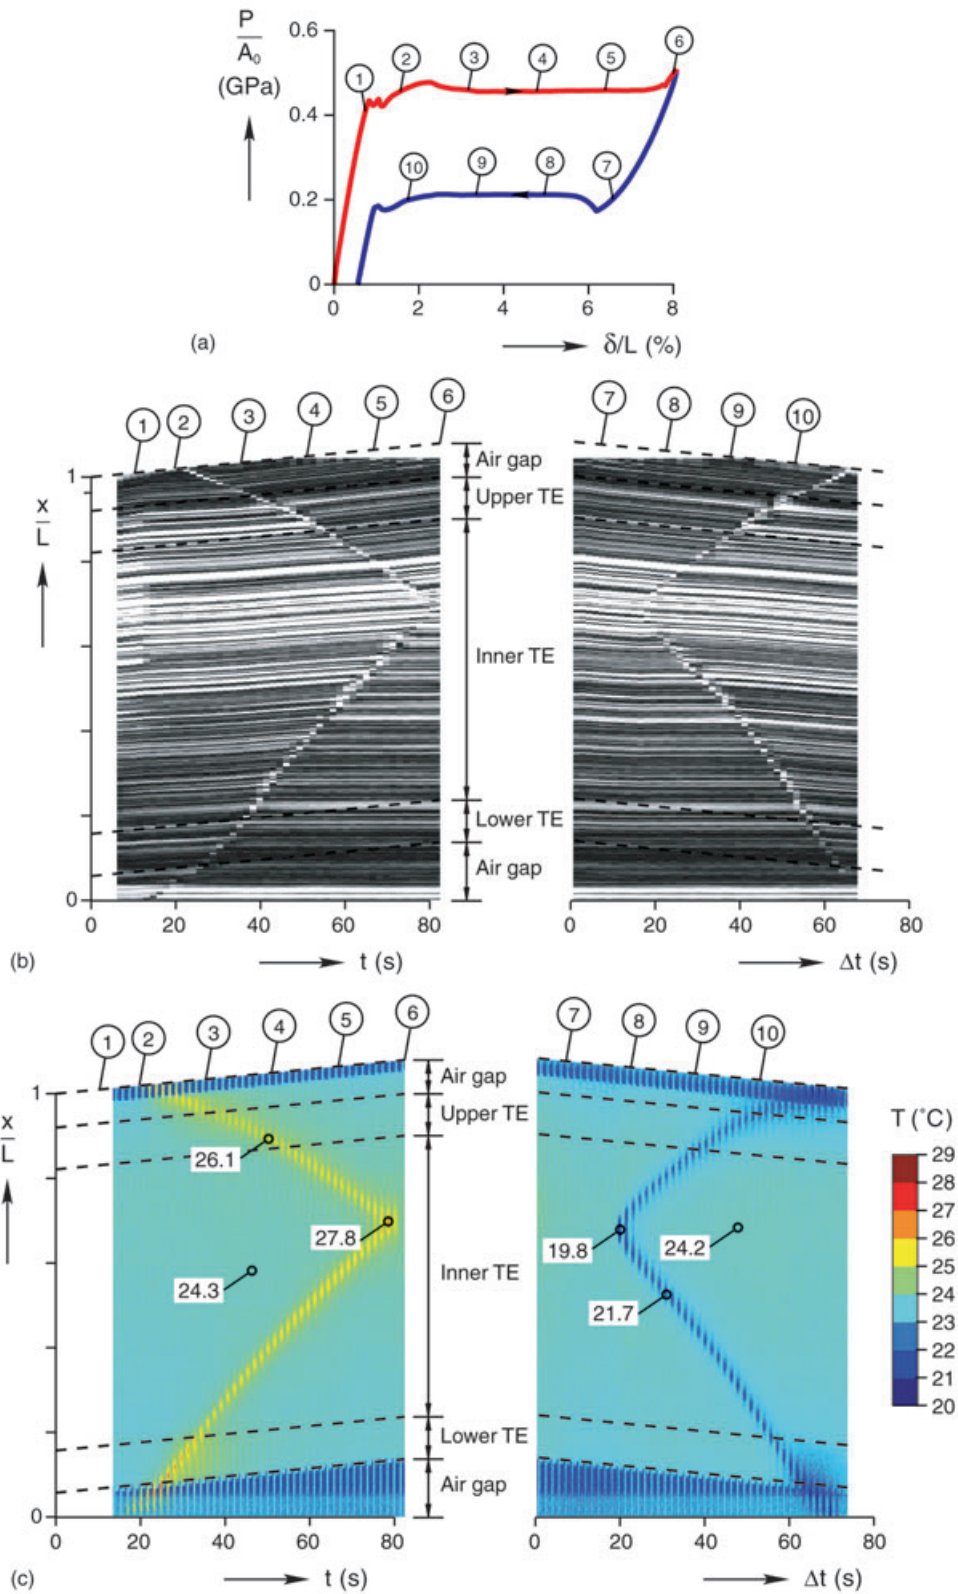 P
A₀
(GPa)
0.6
0.4
0.2
0
1
2
3
4
5
6
10
9
8
7
0 2 4 6 8
δ/L (%)
(a)
1 2 3 4 5 6
7 8 9 10
x
L
1
0
Air gap
Upper TE
Inner TE
Lower TE
Air gap
0 20 40 60 80
0 20 40 60 80
(b)
t (s)
Δt (s)
1 2 3 4 5 6
7 8 9 10
x
L
1
0
Air gap
Upper TE
Inner TE
Lower TE
Air gap
26.1
27.8
24.3
19.8
24.2
21.7
T (°C)
29
28
27
26
25
24
23
22
21
20
0 20 40 60 80
0 20 40 60 80
(c)
t (s)
Δt (s)